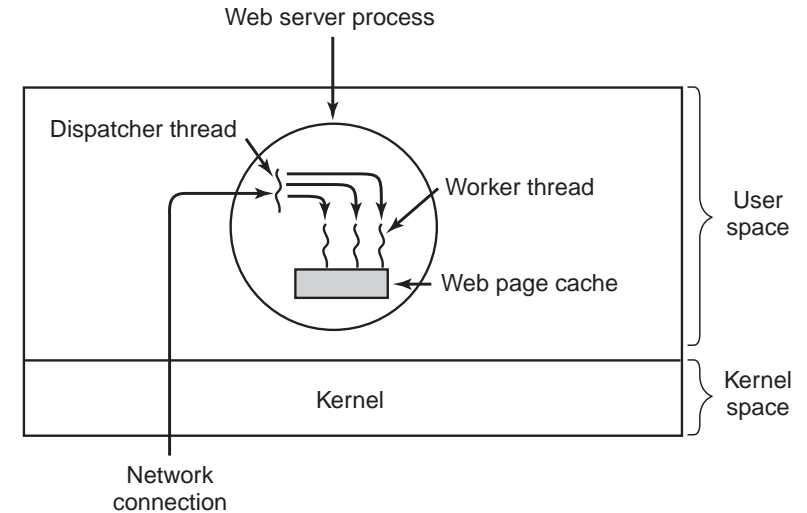 Web server process
Dispatcher thread
Worker thread
User
space
Web page cache
Kernel
Kernel
space
Network
connection